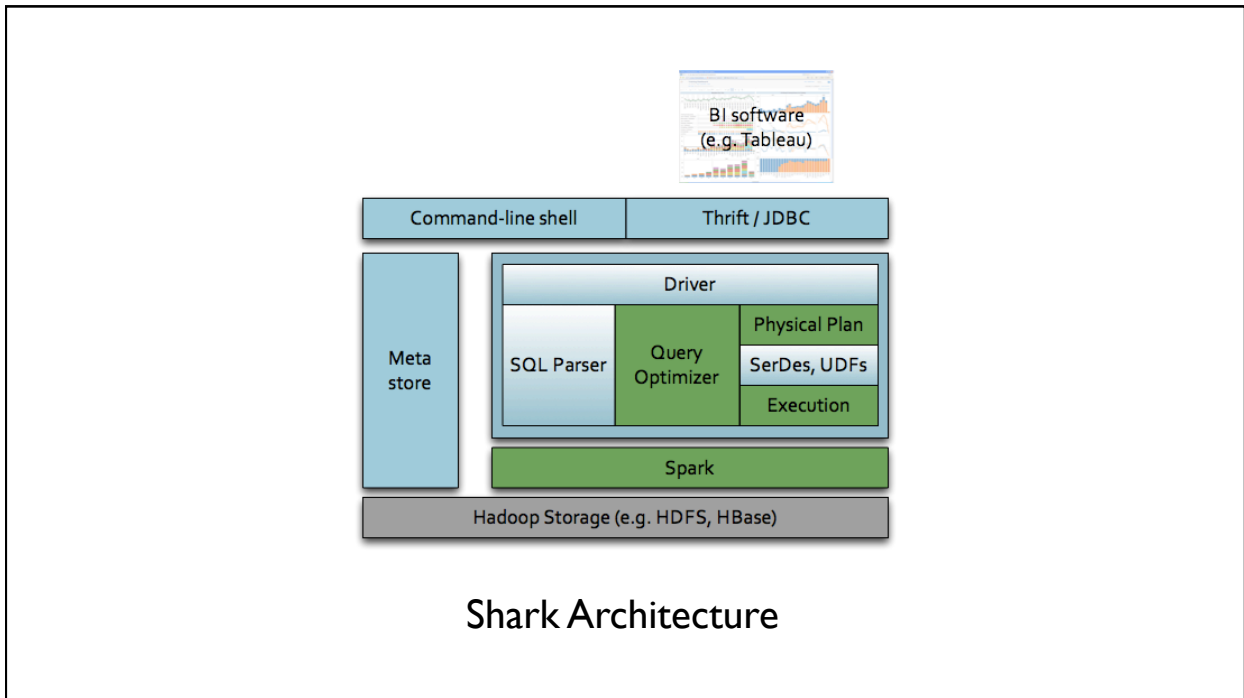 BI software
(e.g. Tableau)
Command-line shell
Thrift / JDBC
Meta
store
Driver
SQL Parser
Query
Optimizer
Physical Plan
SerDes, UDFs
Execution
Spark
Hadoop Storage (e.g. HDFS, HBase)
Shark Architecture